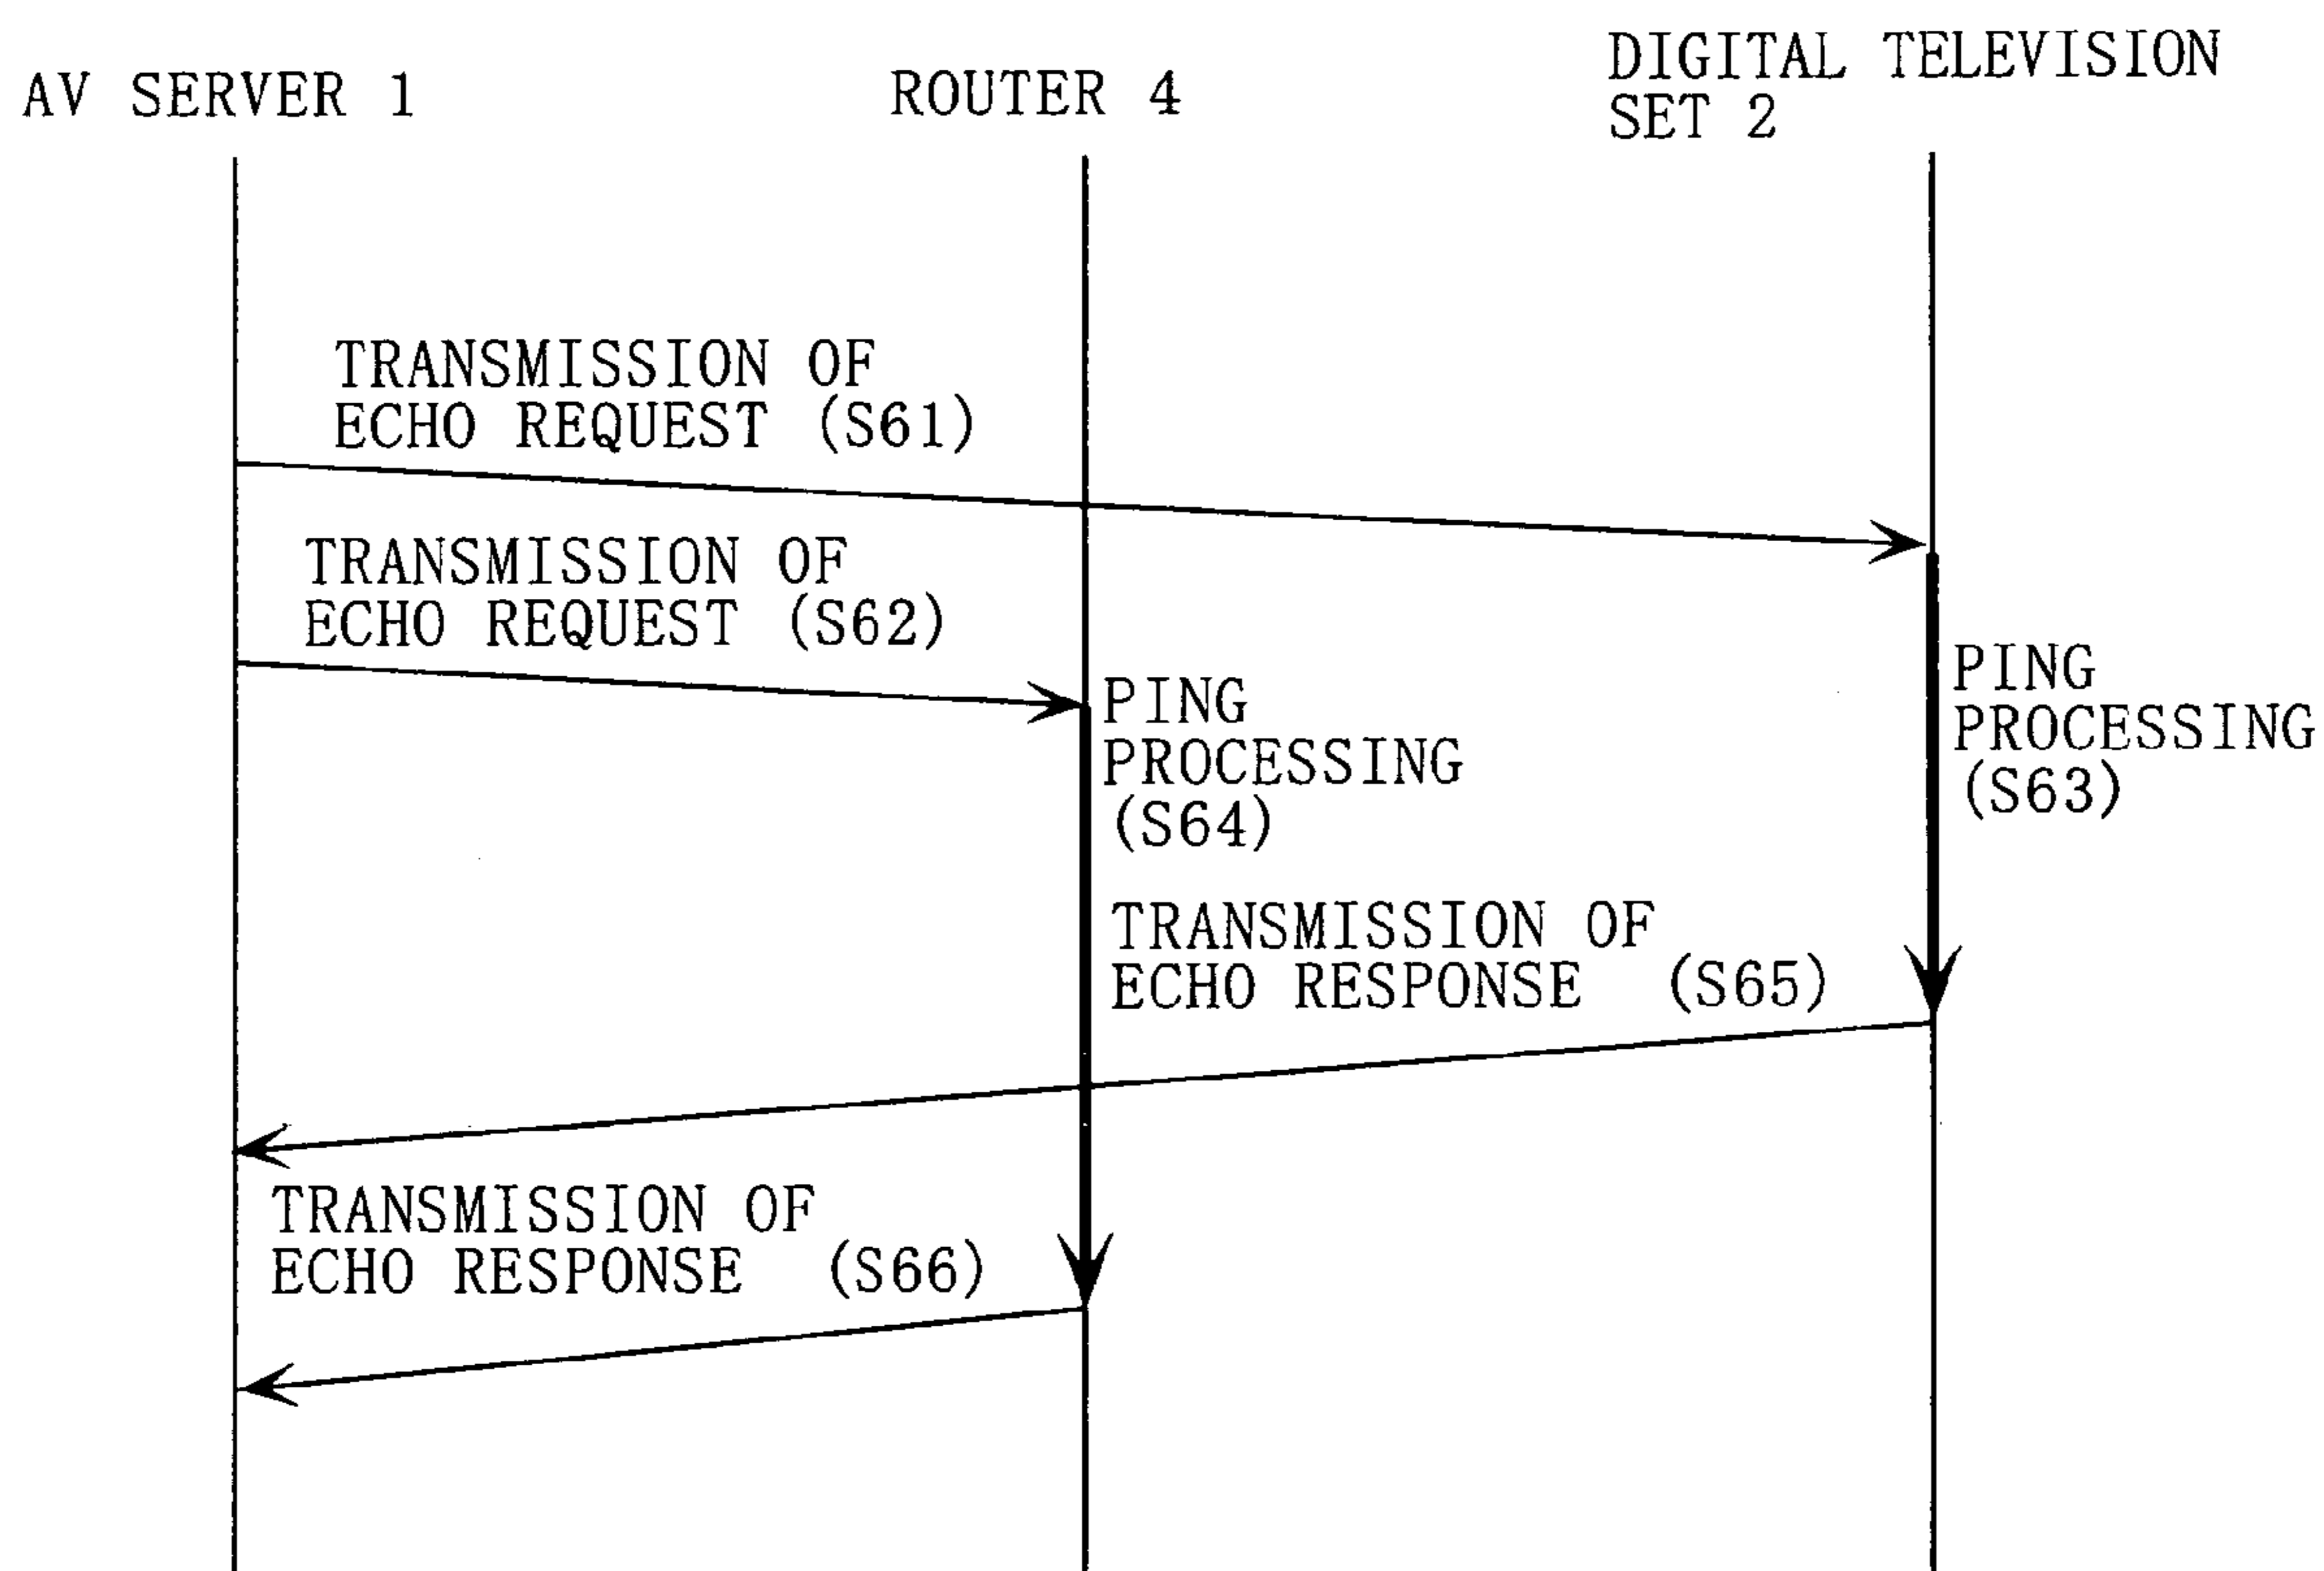 AV SERVER 1
ROUTER 4
DIGITAL TELEVISION
SET 2
TRANSMISSION OF
ECHO REQUEST (S61)
TRANSMISSION OF
ECHO REQUEST (S62)
PING
PROCESSING
(S64)
PING
PROCESSING
(S63)
TRANSMISSION OF
ECHO RESPONSE (S65)
TRANSMISSION OF
ECHO RESPONSE (S66)